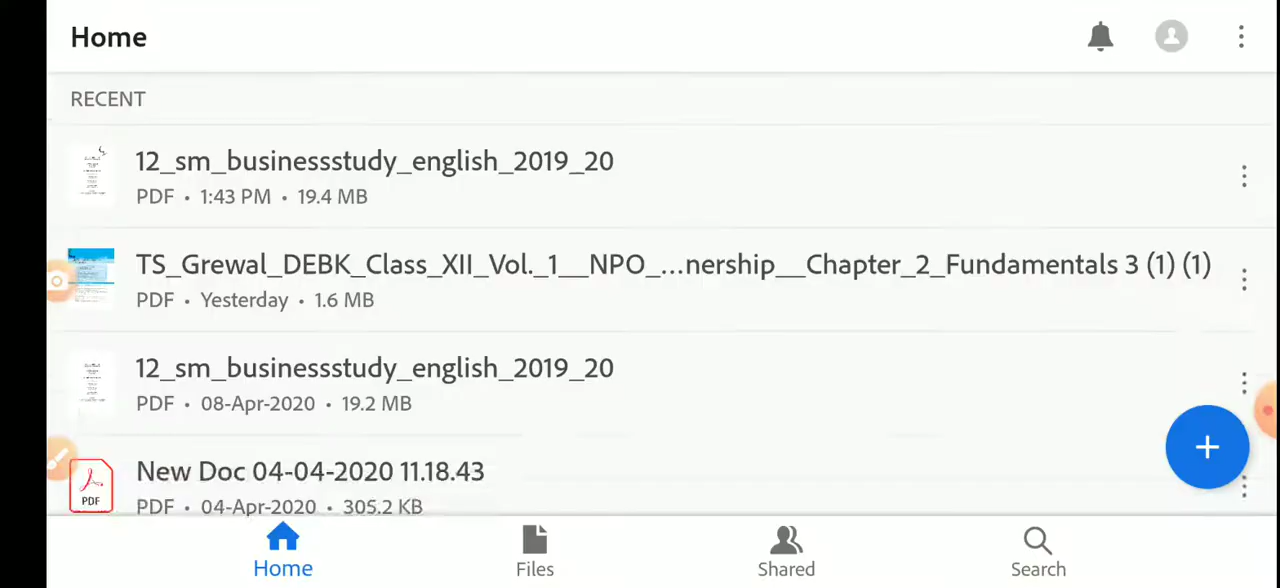 Home
RECENT
12_sm_businessstudy_english_2019_20
PDF • 1:43 PM • 19.4 MB
TS_Grewal_DEBK_Class_XII_Vol._1__NPO_...nership__Chapter_2_Fundamentals 3 (1) (1)
PDF • Yesterday • 1.6 MB
12_sm_businessstudy_english_2019_20
PDF • 08-Apr-2020 • 19.2 MB
New Doc 04-04-2020 11.18.43
PDF
PDF • 04-Apr-2020 • 305.2 KB
Home
Files
Shared
Search